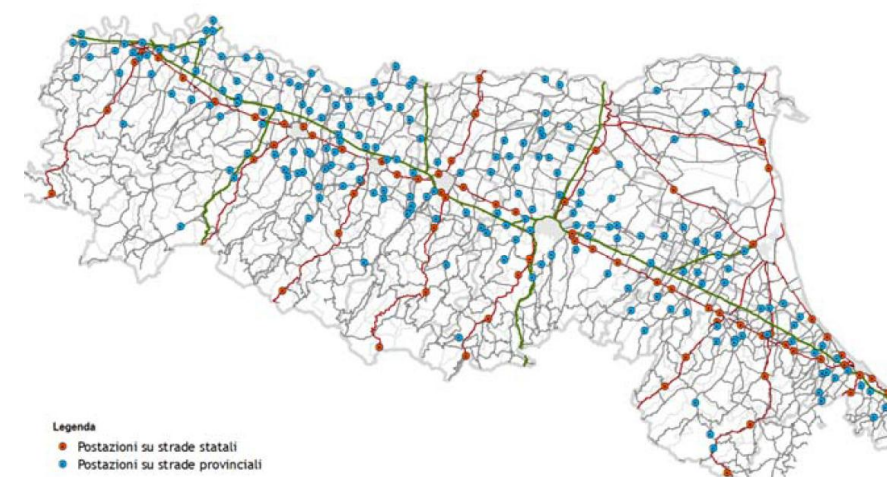 Legenda
Postazioni su strade statali
Postazioni su strade provinciali